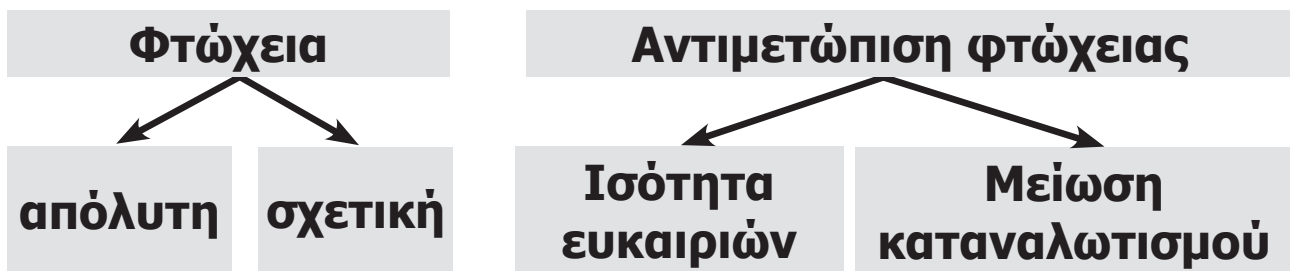 Φτώχεια
απόλυτη
σχετική
Αντιμετώπιση φτώχειας
Ισότητα
ευκαιριών
Μείωση
καταναλωτισμού